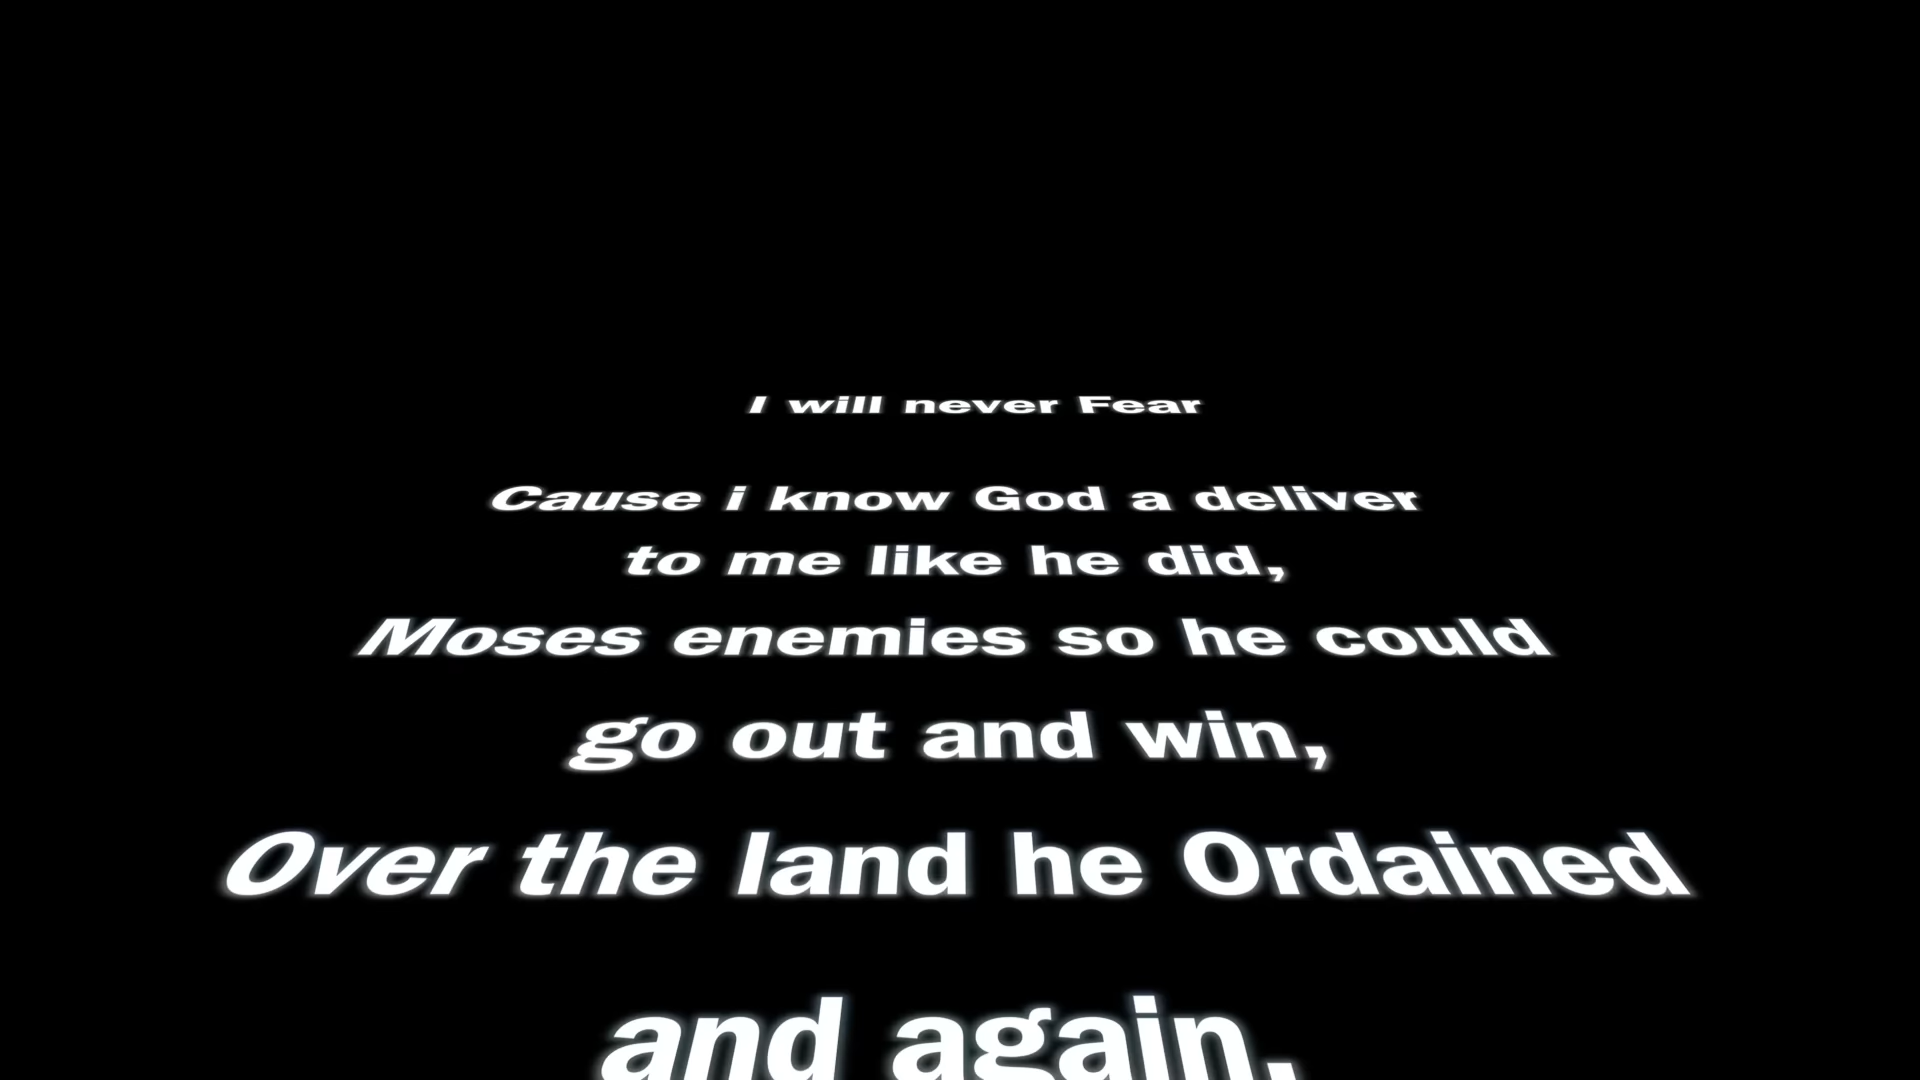 I will never Fear
Cause i know God a deliver
to me like he did,
Moses enemies so he could
go out and win,
Over the land he Ordained
and again,